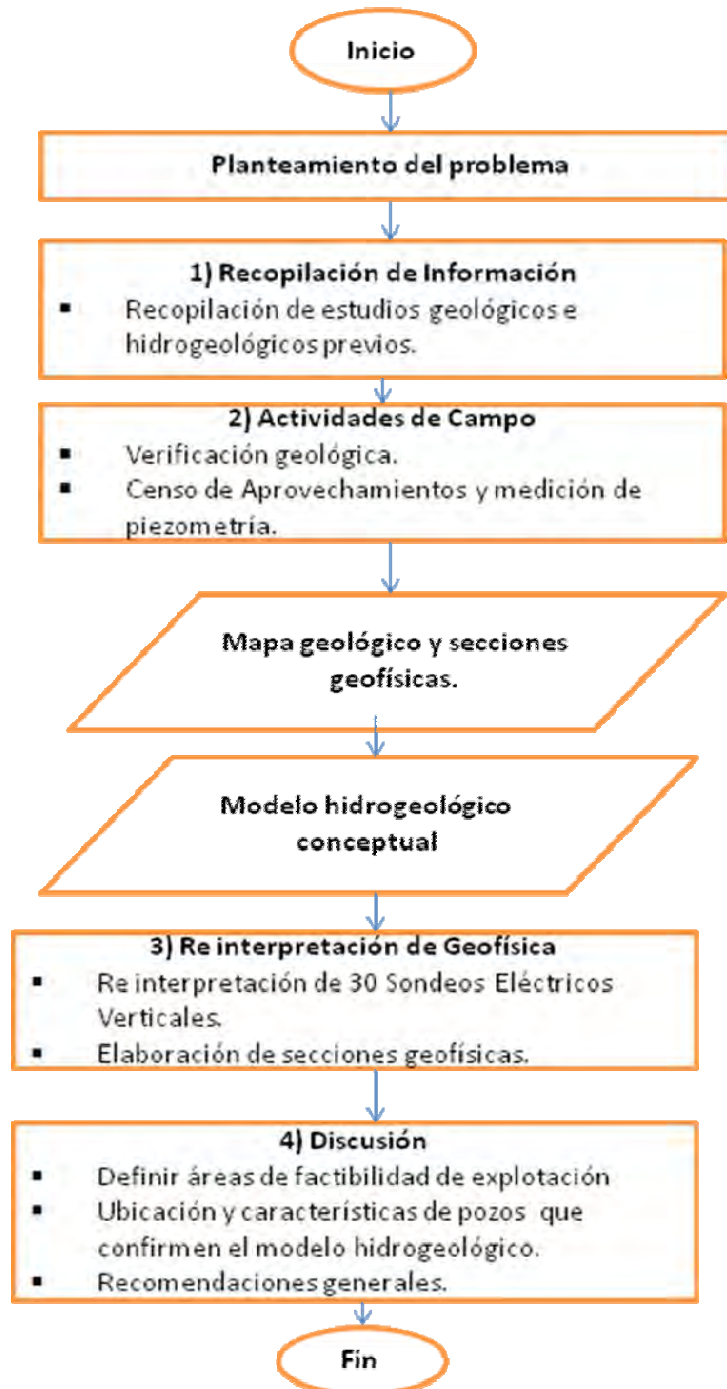 Inicio
Planteamiento del problema
1) Recopilación de Información
▪ Recopilación de estudios geológicos e
hidrogeológicos previos.
2) Actividades de Campo
▪ Verificación geológica.
▪ Censo de Aprovechamientos y medición de
piezometría.
Mapa geológico y secciones
geofísicas.
Modelo hidrogeológico
conceptual
3) Re interpretación de Geofísica
▪ Re interpretación de 30 Sondeos Eléctricos
Verticales.
▪ Elaboración de secciones geofísicas.
4) Discusión
▪ Definir áreas de factibilidad de explotación
▪ Ubicación y características de pozos que
confirmen el modelo hidrogeológico.
▪ Recomendaciones generales.
Fin